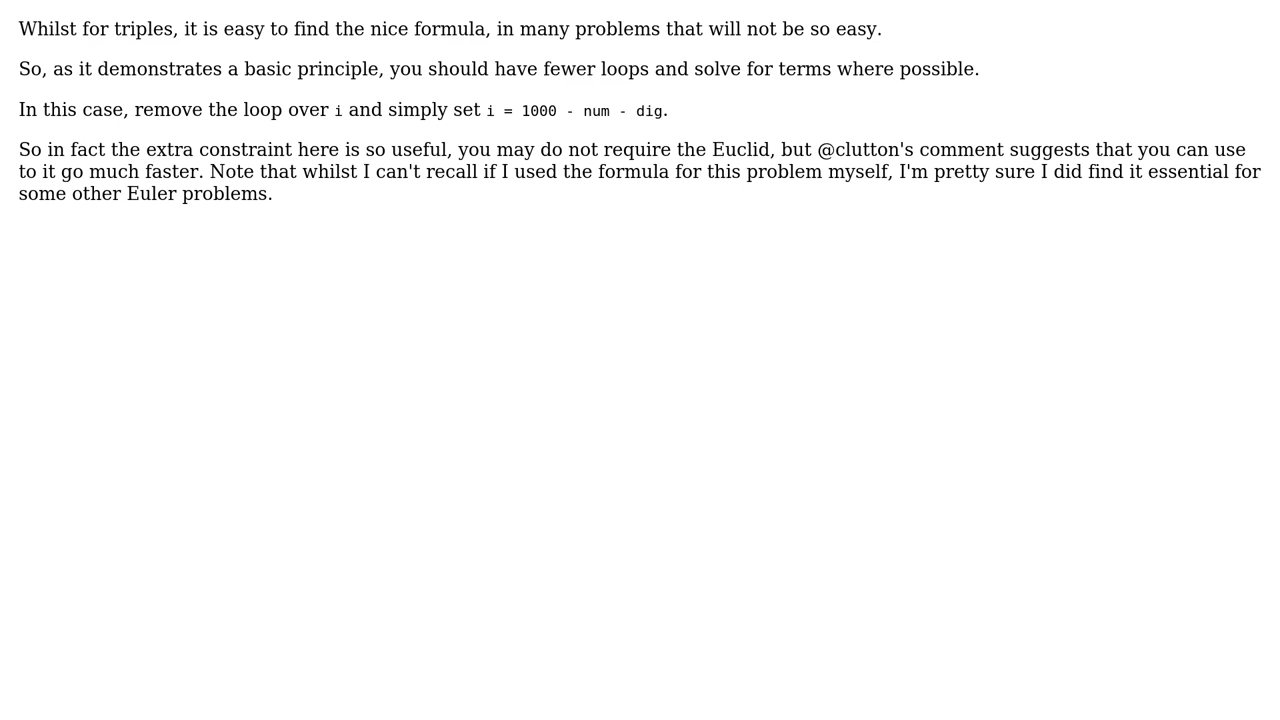 Whilst for triples, it is easy to find the nice formula, in many problems that will not be so easy.
So, as it demonstrates a basic principle, you should have fewer loops and solve for terms where possible.
In this case, remove the loop over i and simply set i = 1000 - num - dig.
So in fact the extra constraint here is so useful, you may do not require the Euclid, but @clutton's comment suggests that you can use
to it go much faster. Note that whilst I can't recall if I used the formula for this problem myself, I'm pretty sure I did find it essential for
some other Euler problems.